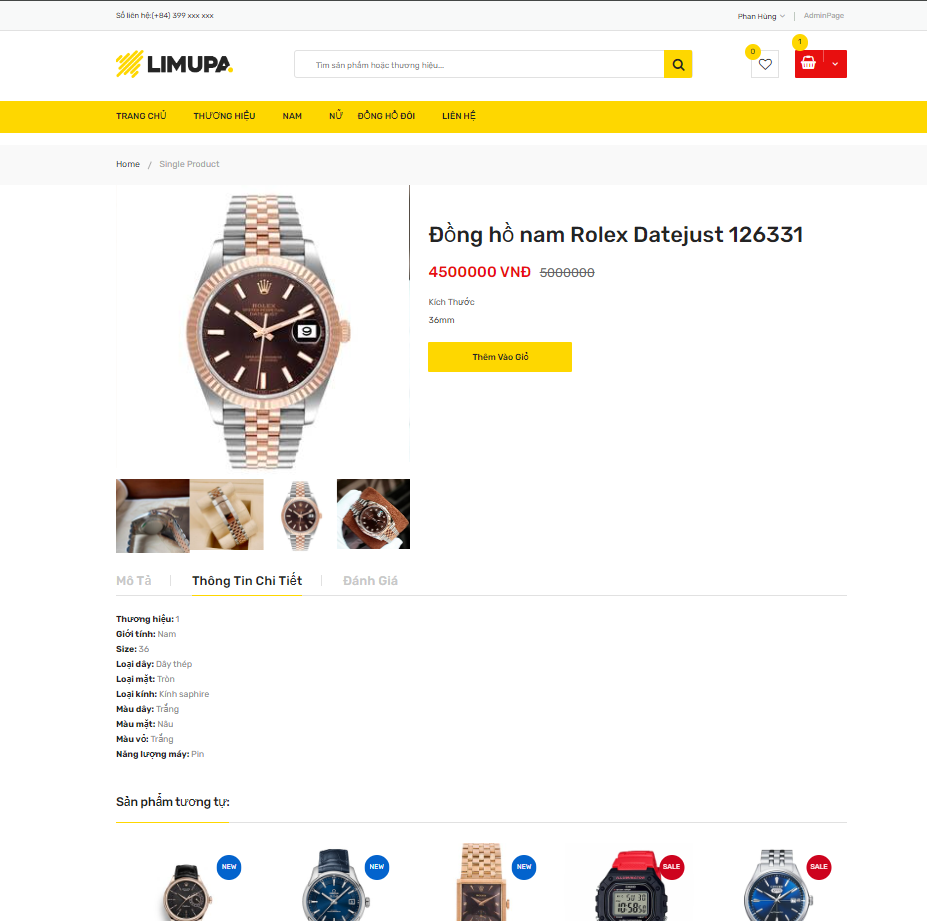 Số liên hệ:(+84) 399 xxx xxx
Phan Hùng
AdminPage
LIMUPA.
Tìm sản phẩm hoặc thương hiệu...
0
1
TRANG CHỦ
THƯƠNG HIỆU
NAM
NỮ
ĐỒNG HỒ ĐÔI
LIÊN HỆ
Home / Single Product
ROLEX
9
Đồng hồ nam Rolex Datejust 126331
4500000 VNĐ 5000000
Kích Thước
36mm
Thêm Vào Giỏ
Mô Tả
Thông Tin Chi Tiết
Đánh Giá
Thương hiệu: 1
Giới tính: Nam
Size: 36
Loại dây: Dây thép
Loại mặt: Tròn
Loại kính: Kính saphire
Màu dây: Trắng
Màu mặt: Nâu
Màu vỏ: Trắng
Năng lượng máy: Pin
Sản phẩm tương tự:
NEW
NEW
NEW
SALE
SALE
10:58